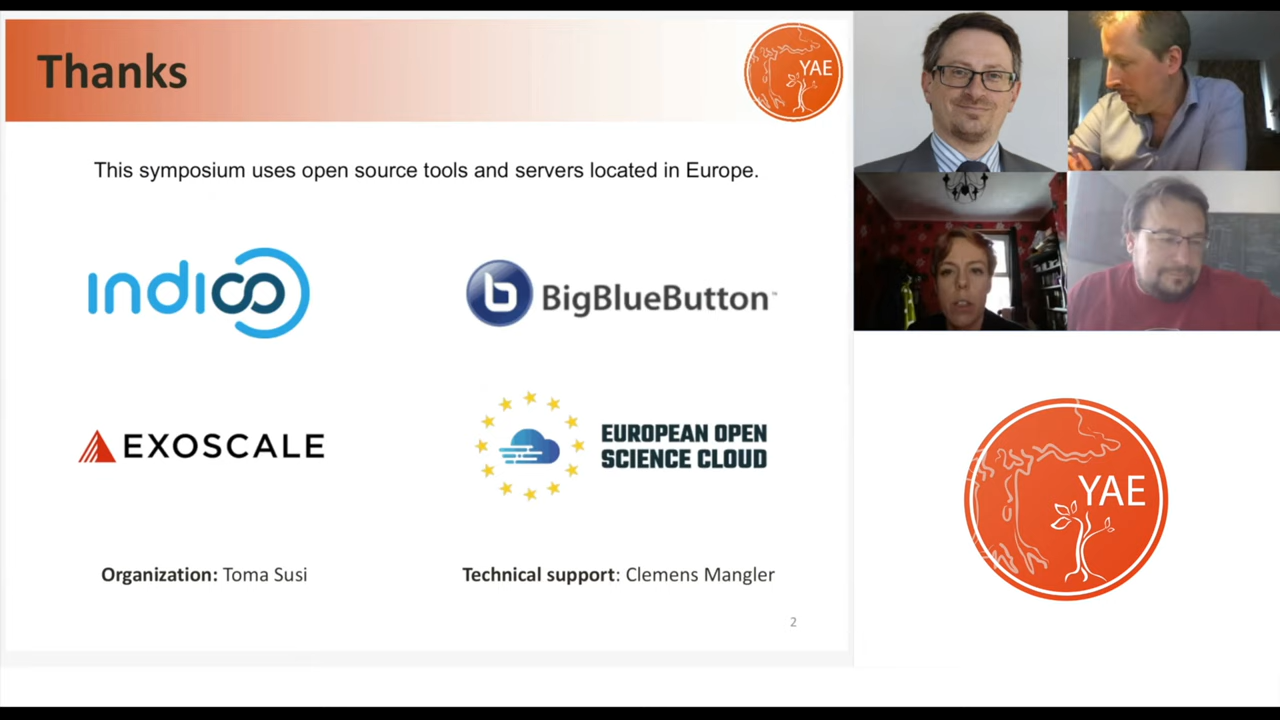 Thanks
YAE
This symposium uses open source tools and servers located in Europe.
indico
b BigBlueButton™
EXOSCALE
EUROPEAN OPEN
SCIENCE CLOUD
YAE
Organization: Toma Susi
Technical support: Clemens Mangler
2